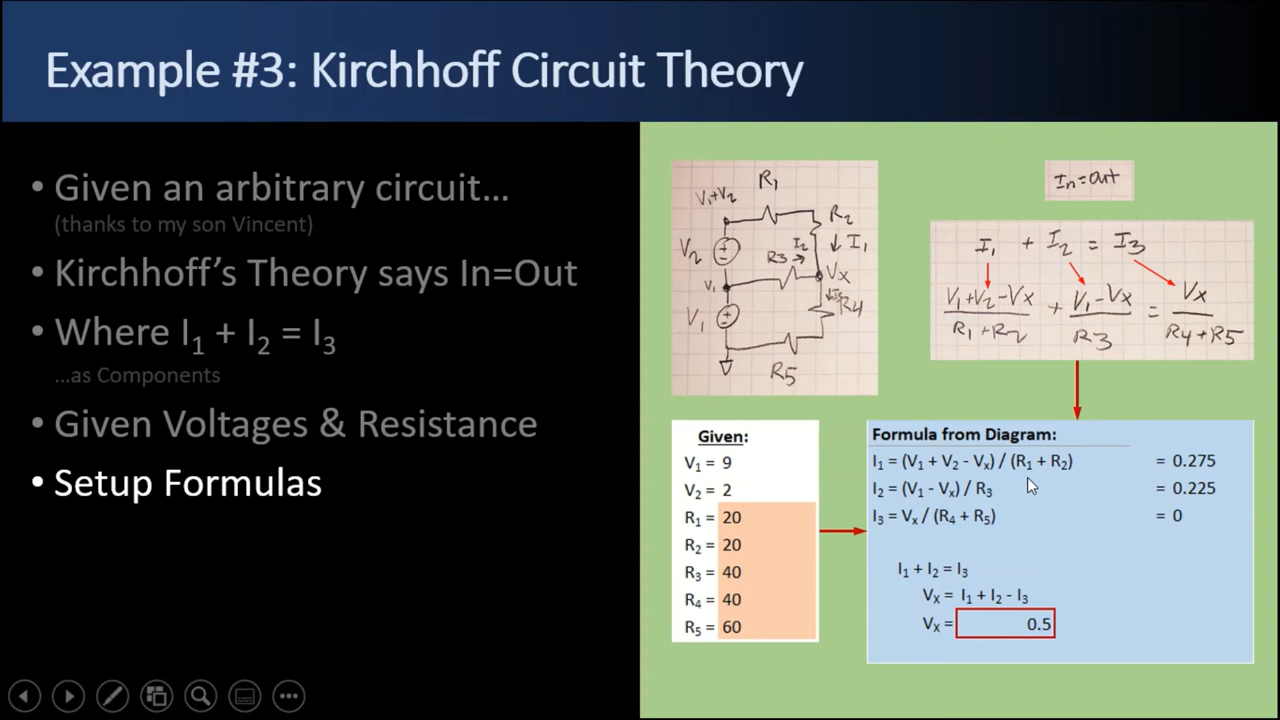 Example #3: Kirchhoff Circuit Theory
• Given an arbitrary circuit…
(thanks to my son Vincent)
• Kirchhoff's Theory says In=Out
• Where I₁ + I₂ = I₃
…as Components
• Given Voltages & Resistance
• Setup Formulas
V₁+V₂
R₁
R₂
V₂
I₂
I₁
R3
V₁
Vx
I₃
R4
V₁
R5
In=out
I₁ + I₂ = I₃
V₁+V₂-Vx / R₁+R₂ + V₁-Vx / R3 = Vx / R4+R5
Given:
V₁ = 9
V₂ = 2
R₁ = 20
R₂ = 20
R₃ = 40
R₄ = 40
R₅ = 60
Formula from Diagram:
I₁ = (V₁ + V₂ - Vₓ) / (R₁ + R₂) = 0.275
I₂ = (V₁ - Vₓ) / R₃ = 0.225
I₃ = Vₓ / (R₄ + R₅) = 0
I₁ + I₂ = I₃
Vₓ = I₁ + I₂ - I₃
Vₓ = 0.5